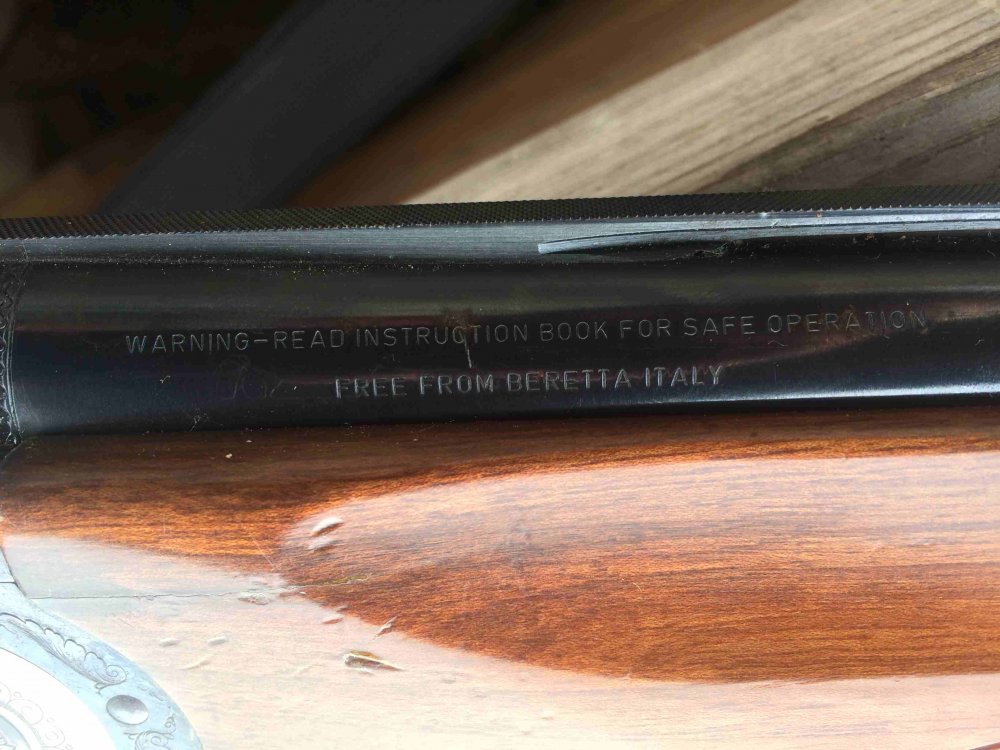 WARNING-READ INSTRUCTION BOOK FOR SAFE OPERATION
FREE FROM BERETTA ITALY